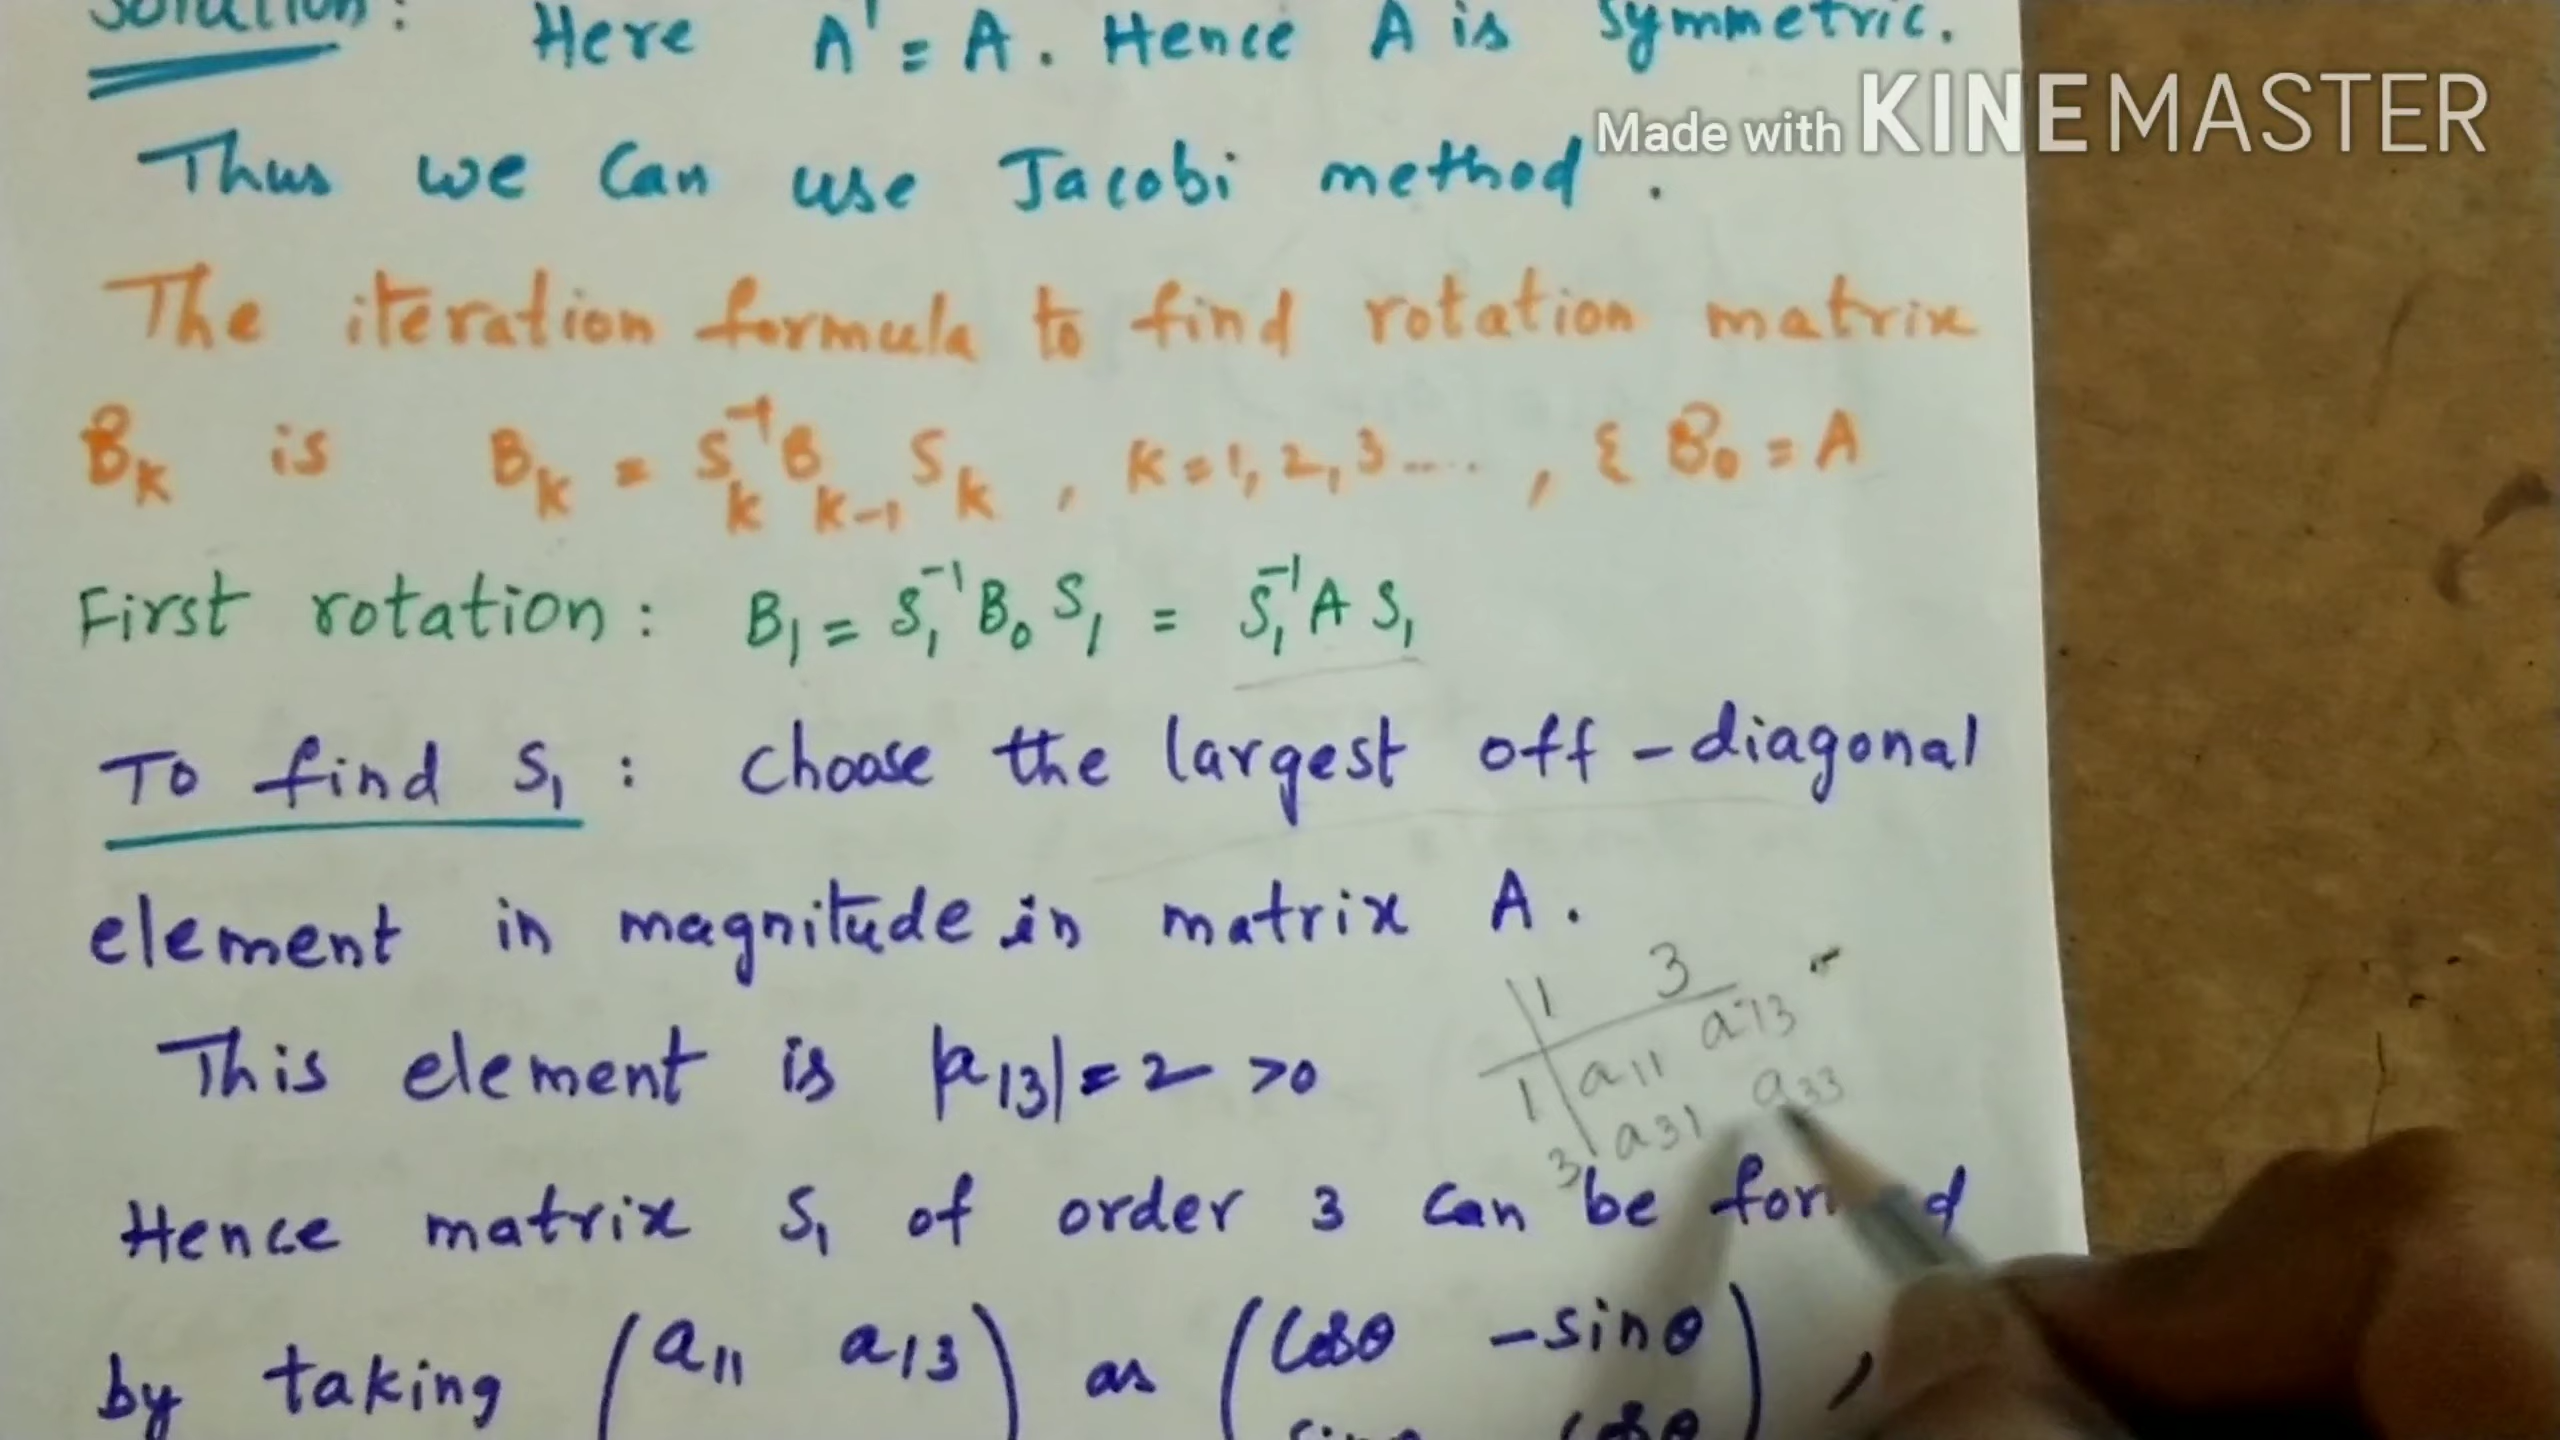 Solution: Here A' = A. Hence A is symmetric.
Made with KINEMASTER
Thus we can use Jacobi method.
The iteration formula to find rotation matrix
Bk is Bk = Sk⁻¹ Bk-1 Sk, k = 1, 2, 3...., { B0 = A
First rotation: B1 = S1⁻¹ B0 S1 = S1⁻¹ A S1
To find S1: choose the largest off-diagonal
element in magnitude in matrix A.
1 3
This element is |a13| = 2 > 0
1 a11 a13
3 a31 a33
Hence matrix S1 of order 3 can be
by taking (a11 a13) as (cosθ -sinθ),
sinθ cosθ